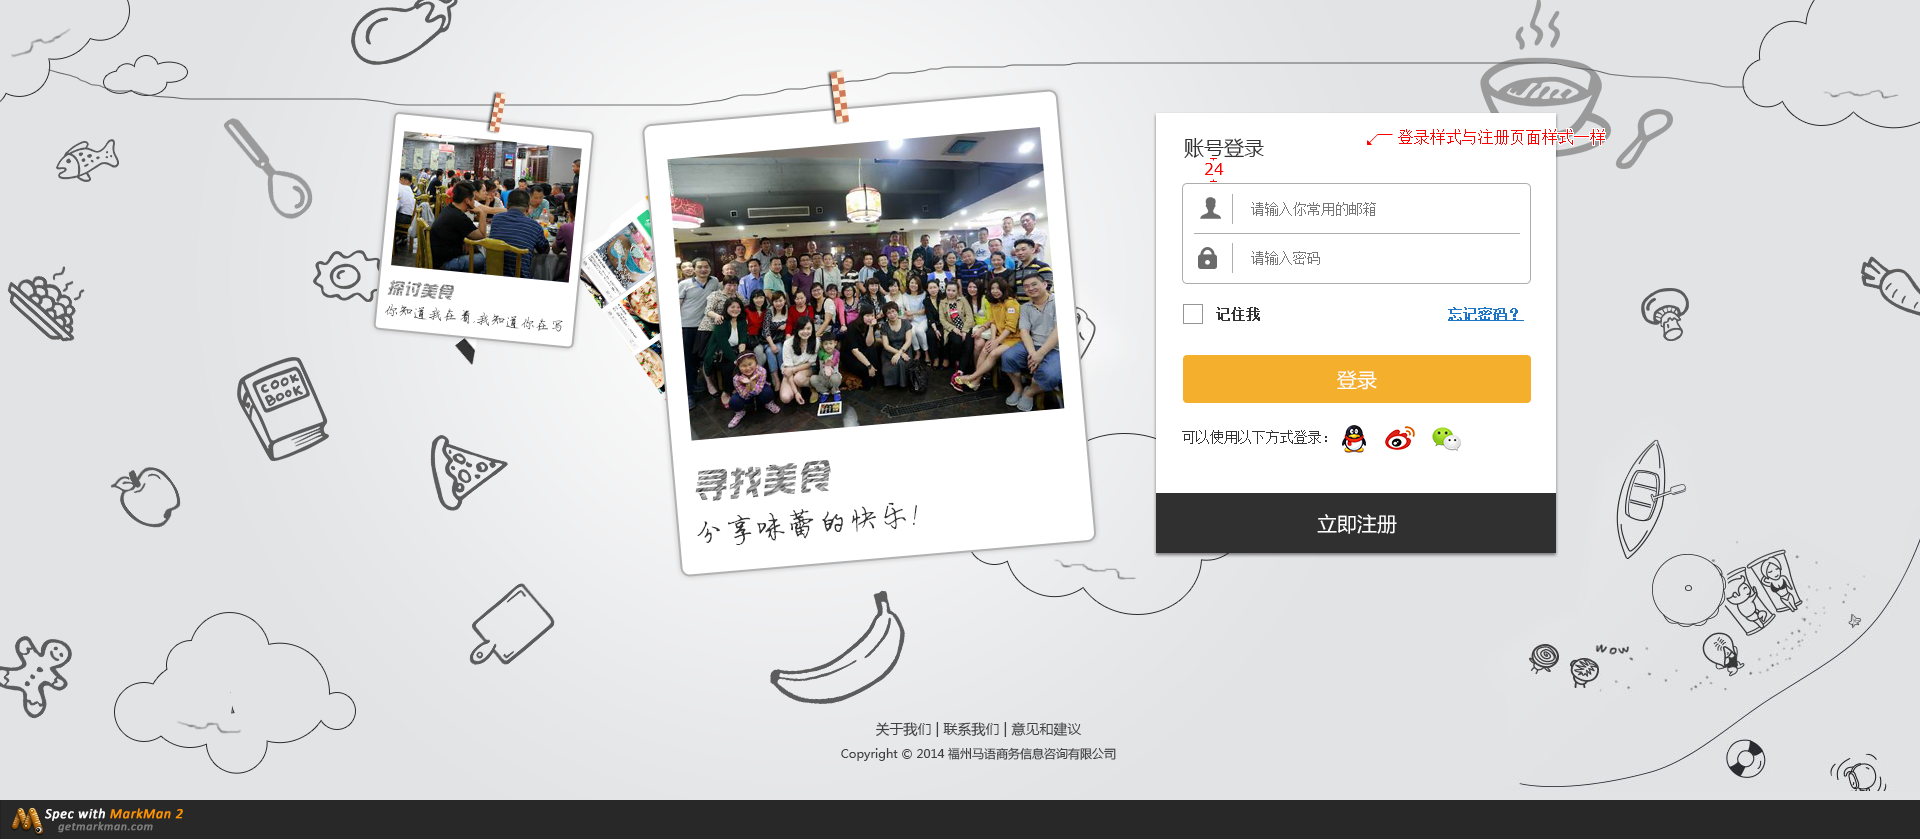 账号登录
登录样式与注册页面样式一样
24
请输入你常用的邮箱
请输入密码
记住我
忘记密码？
登录
可以使用以下方式登录：
立即注册
探讨美食
你知道我在看，我知道你在写
COOK
BOOK
寻找美食
分享味蕾的快乐！
wow.
关于我们 | 联系我们 | 意见和建议
Copyright © 2014 福州马语商务信息咨询有限公司
Spec with MarkMan 2
getmarkman.com